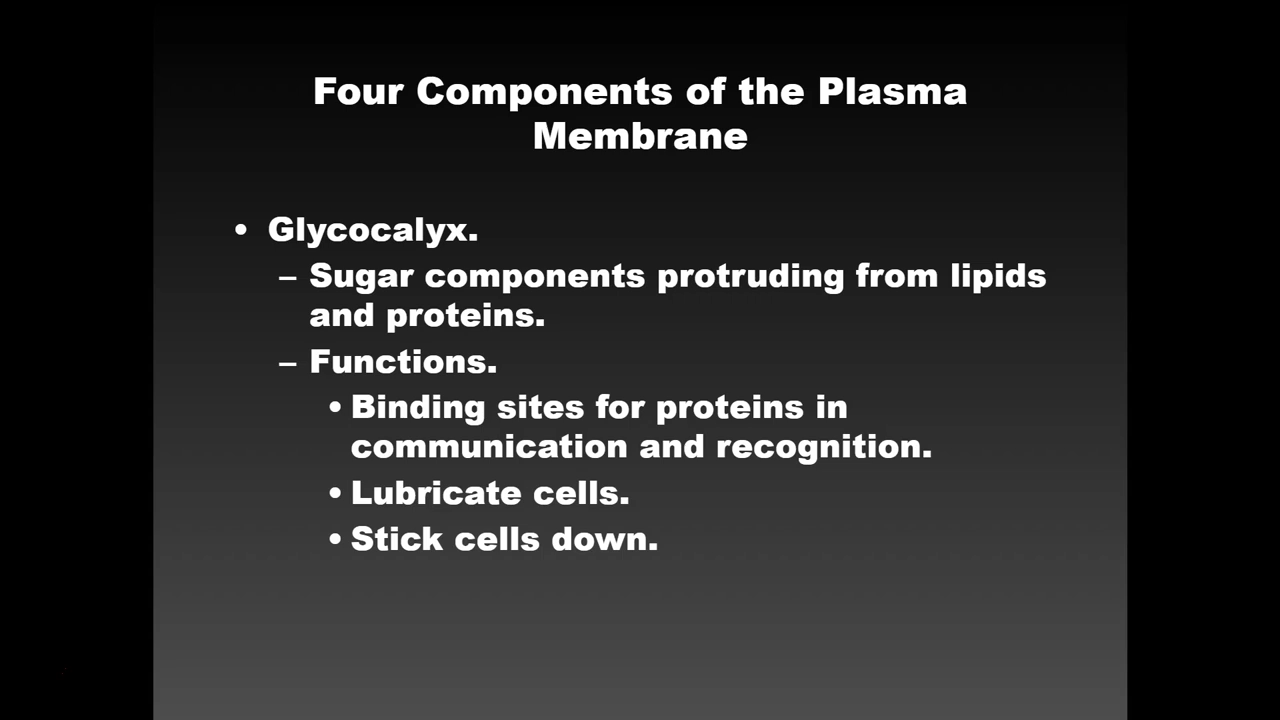 Four Components of the Plasma
Membrane
• Glycocalyx.
– Sugar components protruding from lipids
and proteins.
– Functions.
• Binding sites for proteins in
communication and recognition.
• Lubricate cells.
• Stick cells down.